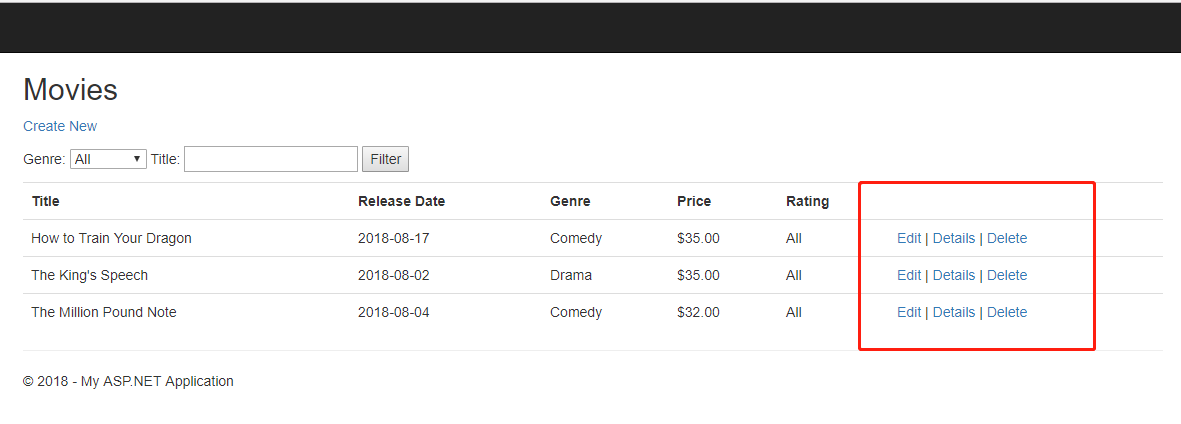 Movies
Create New
Genre: All Title: Filter
Title Release Date Genre Price Rating
How to Train Your Dragon 2018-08-17 Comedy $35.00 All Edit | Details | Delete
The King's Speech 2018-08-02 Drama $35.00 All Edit | Details | Delete
The Million Pound Note 2018-08-04 Comedy $32.00 All Edit | Details | Delete
© 2018 - My ASP.NET Application